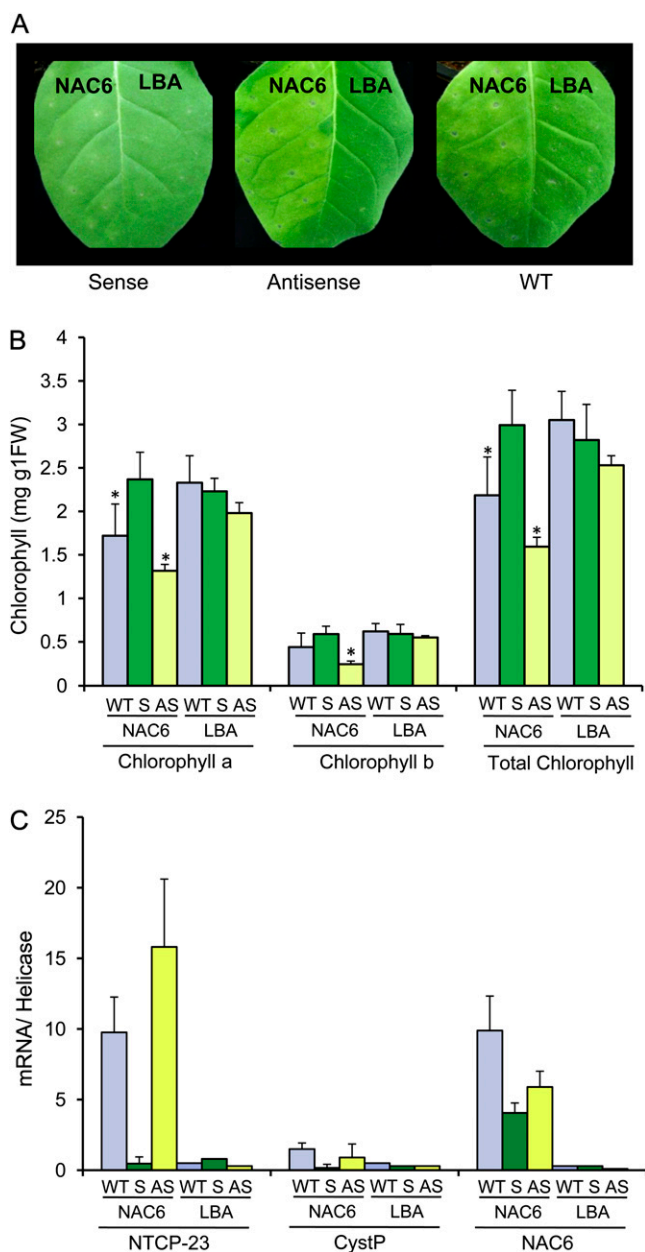 A
NAC6 LBA NAC6 LBA NAC6 LBA
Sense Antisense WT
B
Chlorophyll (mg g1FW)
4
3.5
3
2.5
2
1.5
1
0.5
0
* * * * *
WT S AS WT S AS WT S AS WT S AS WT S AS WT S AS
NAC6 LBA NAC6 LBA NAC6 LBA
Chlorophyll a Chlorophyll b Total Chlorophyll
C
mRNA/ Helicase
25
20
15
10
5
0
WT S AS WT S AS WT S AS WT S AS WT S AS WT S AS
NAC6 LBA NAC6 LBA NAC6 LBA
NTCP-23 CystP NAC6